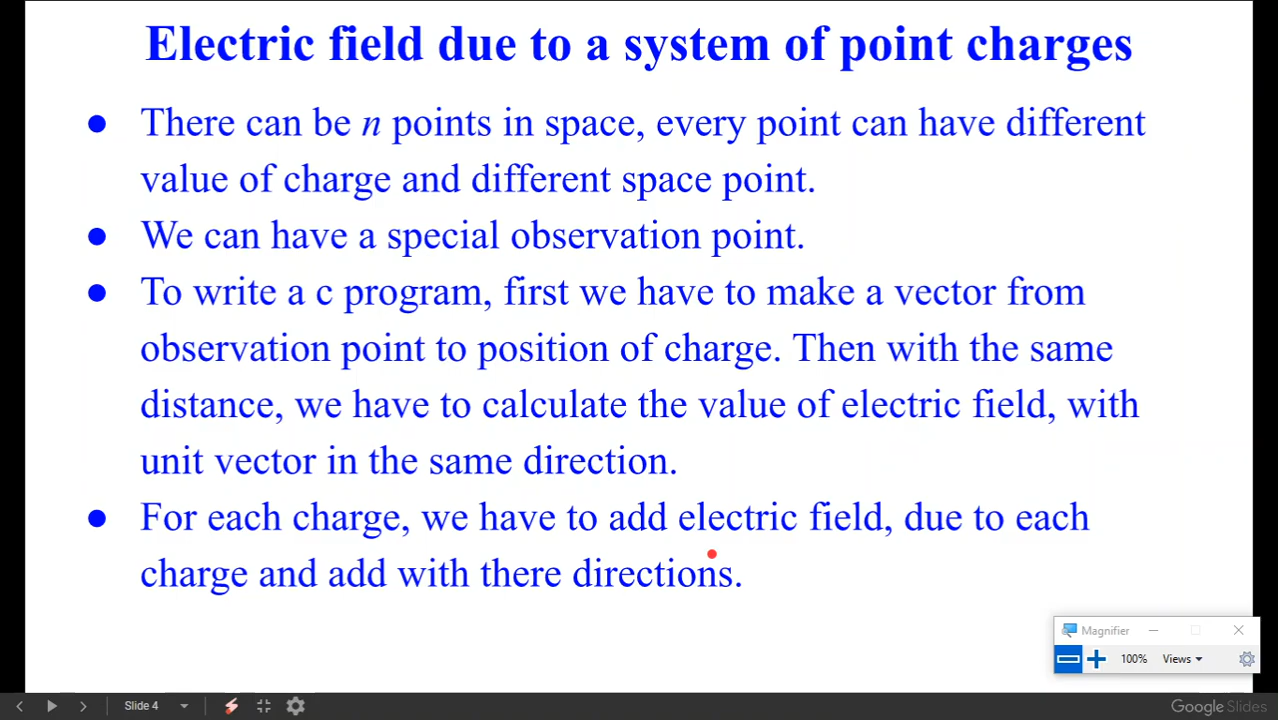 Electric field due to a system of point charges
● There can be n points in space, every point can have different
value of charge and different space point.
● We can have a special observation point.
● To write a c program, first we have to make a vector from
observation point to position of charge. Then with the same
distance, we have to calculate the value of electric field, with
unit vector in the same direction.
● For each charge, we have to add electric field, due to each
charge and add with there directions.
Magnifier
100% Views
Slide 4
Google Slides